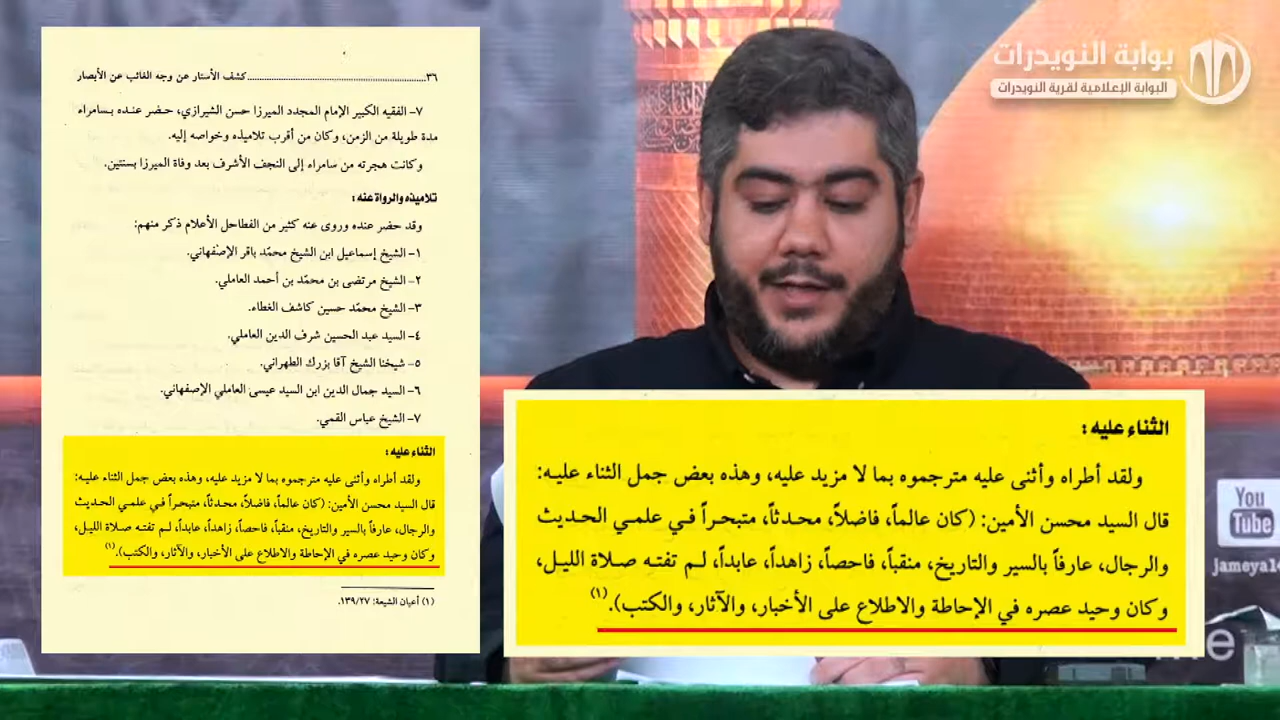 ٣٦ ........ كشف الأستار عن وجه الغائب عن الأبصار
٧- الفقيه الكبير الإمام المجدد الميرزا حسن الشيرازي، حضر عنده بسامراء
مدة طويلة من الزمن، وكان من أقرب تلاميذه وخواصه إليه.
وكانت هجرته من سامراء إلى النجف الأشرف بعد وفاة الميرزا بسنتين.
تلاميذه والرواة عنه:
وقد حضر عنده وروى عنه كثير من الفطاحل الأعلام ذكر منهم:
١- الشيخ إسماعيل ابن الشيخ محمّد باقر الإصفهاني.
٢- الشيخ مرتضى بن محمّد بن أحمد العاملي.
٣- الشيخ محمّد حسين كاشف الغطاء.
٤- السيد عبد الحسين شرف الدين العاملي.
٥- شيخنا الشيخ آقا بزرك الطهراني.
٦- السيد جمال الدين ابن السيد عيسى العاملي الإصفهاني.
٧- الشيخ عباس القمي.
الثناء عليه:
ولقد أطراه وأثنى عليه مترجموه بما لا مزيد عليه، وهذه بعض جمل الثناء عليه:
قال السيد محسن الأمين: (كان عالماً، فاضلاً، محدثاً، متبحراً في علمي الحديث
والرجال، عارفاً بالسير والتاريخ، منقباً، فاحصاً، زاهداً، عابداً، لم تفته صلاة الليل،
وكان وحيد عصره في الإحاطة والاطلاع على الأخبار، والآثار، والكتب).(١)
(١) أعيان الشيعة: ١٣٩/٢٧.
بوابة النويدرات
البوابة الإعلامية لقرية النويدرات
الثناء عليه:
ولقد أطراه وأثنى عليه مترجموه بما لا مزيد عليه، وهذه بعض جمل الثناء عليه:
قال السيد محسن الأمين: (كان عالماً، فاضلاً، محدثاً، متبحراً في علمي الحديث
والرجال، عارفاً بالسير والتاريخ، منقباً، فاحصاً، زاهداً، عابداً، لم تفته صلاة الليل،
وكان وحيد عصره في الإحاطة والاطلاع على الأخبار، والآثار، والكتب).(١)
You
Tube